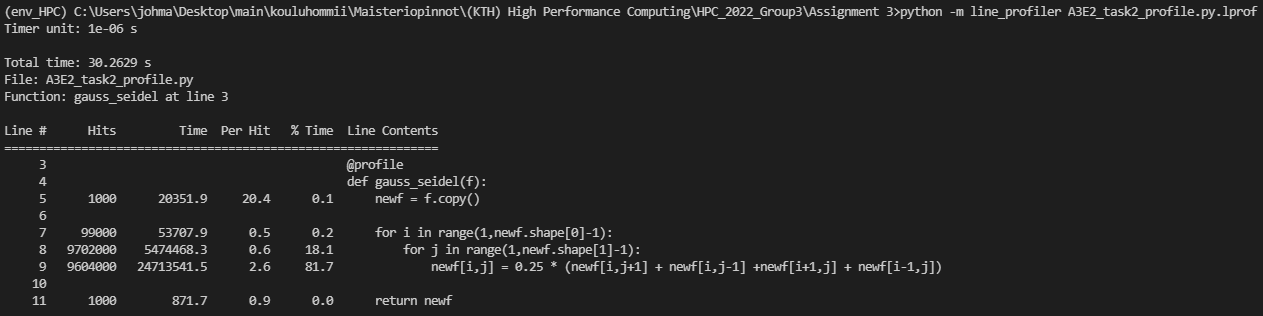 (env_HPC) C:\Users\johma\Desktop\main\kouluhommii\Maisteriopinnot\(KTH) High Performance Computing\HPC_2022_Group3\Assignment 3>python -m line_profiler A3E2_task2_profile.py.lprof
Timer unit: 1e-06 s

Total time: 30.2629 s
File: A3E2_task2_profile.py
Function: gauss_seidel at line 3

Line #      Hits         Time  Per Hit   % Time  Line Contents
==============================================================
     3                                           @profile
     4                                           def gauss_seidel(f):
     5      1000      20351.9     20.4      0.1      newf = f.copy()
     6
     7     99000      53707.9      0.5      0.2      for i in range(1,newf.shape[0]-1):
     8   9702000    5474468.3      0.6     18.1          for j in range(1,newf.shape[1]-1):
     9   9604000   24713541.5      2.6     81.7              newf[i,j] = 0.25 * (newf[i,j+1] + newf[i,j-1] +newf[i+1,j] + newf[i-1,j])
    10
    11      1000        871.7      0.9      0.0      return newf